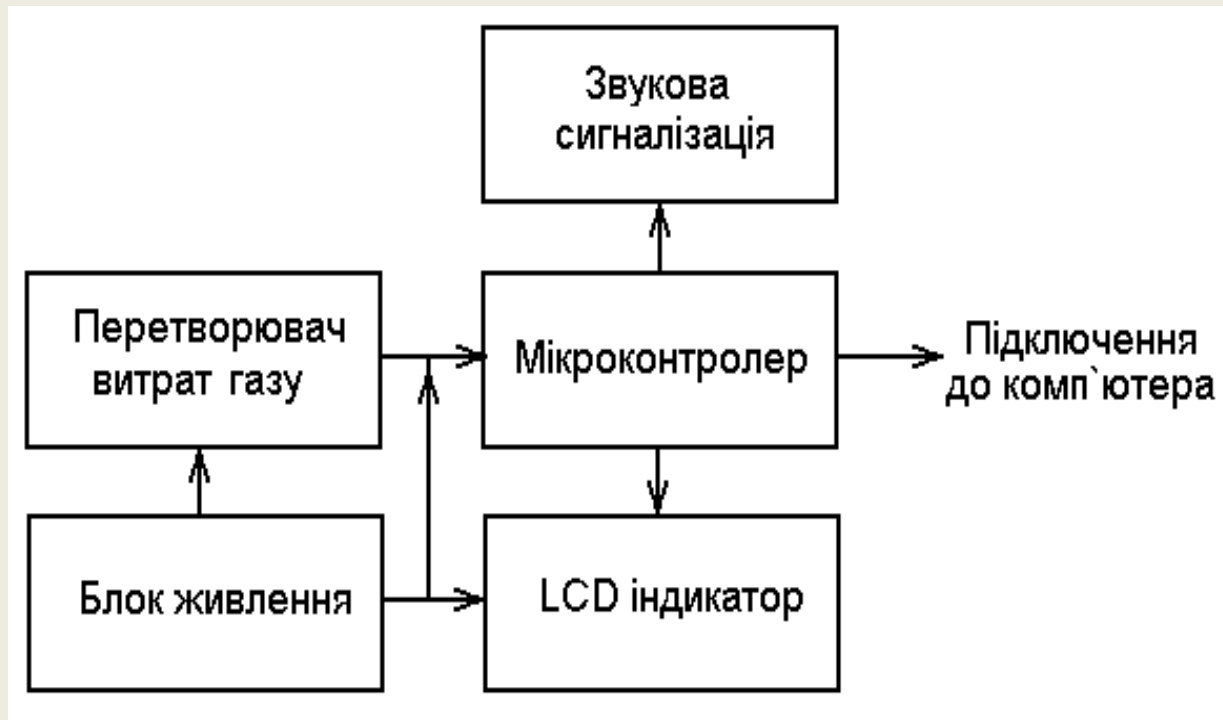 Звукова
сигналізація
Перетворювач
витрат газу
Мікроконтролер
Підключення
до комп`ютера
Блок живлення
LCD індикатор